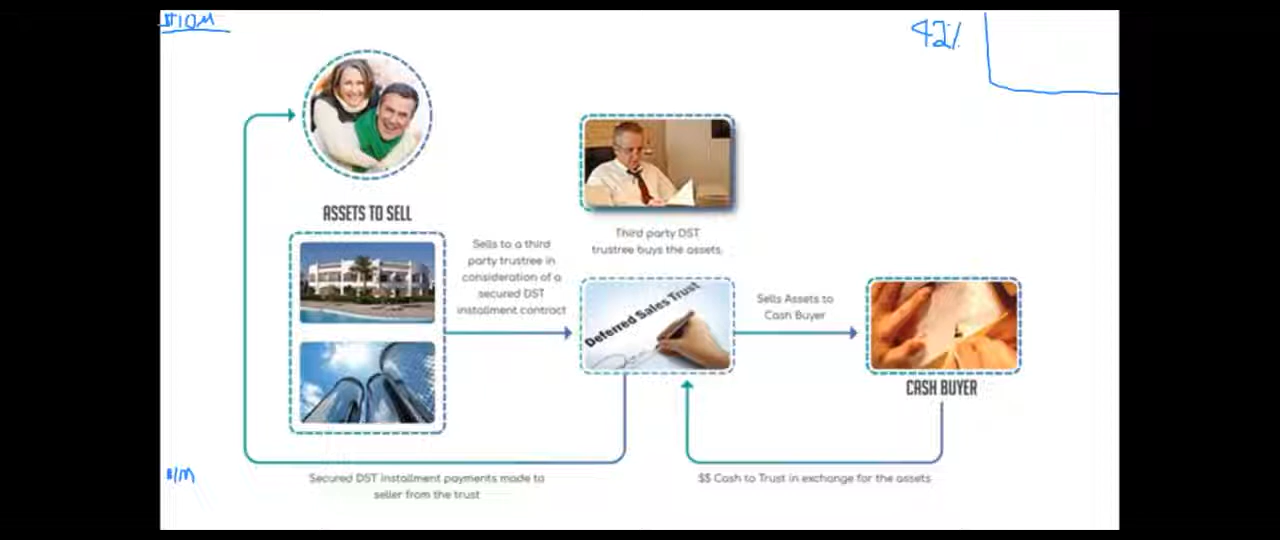 $10M
42%
ASSETS TO SELL
Sells to a third
party trustree in
consideration of a
secured DST
installment contract
Third party DST
trustree buys the assets.
Deferred Sales Trust
Sells Assets to
Cash Buyer
CASH BUYER
Secured DST installment payments made to
seller from the trust
$$ Cash to Trust in exchange for the assets